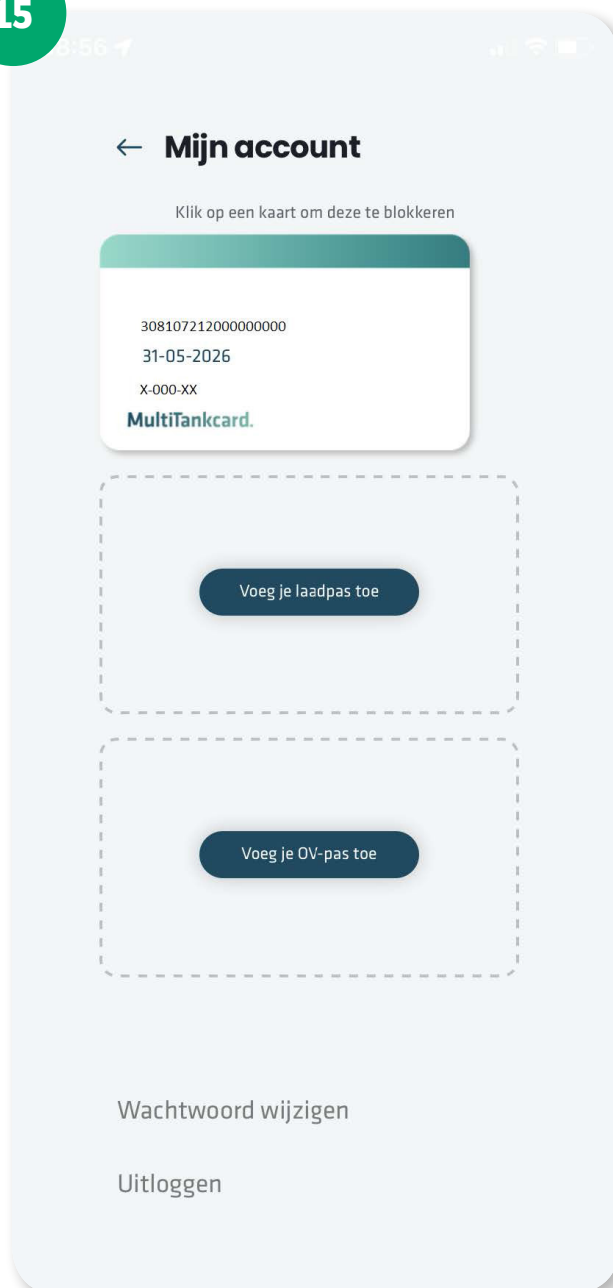 15
:56
Mijn account
Klik op een kaart om deze te blokkeren
308107212000000000
31-05-2026
X-000-XX
MultiTankcard.
Voeg je laadpas toe
Voeg je OV-pas toe
Wachtwoord wijzigen
Uitloggen